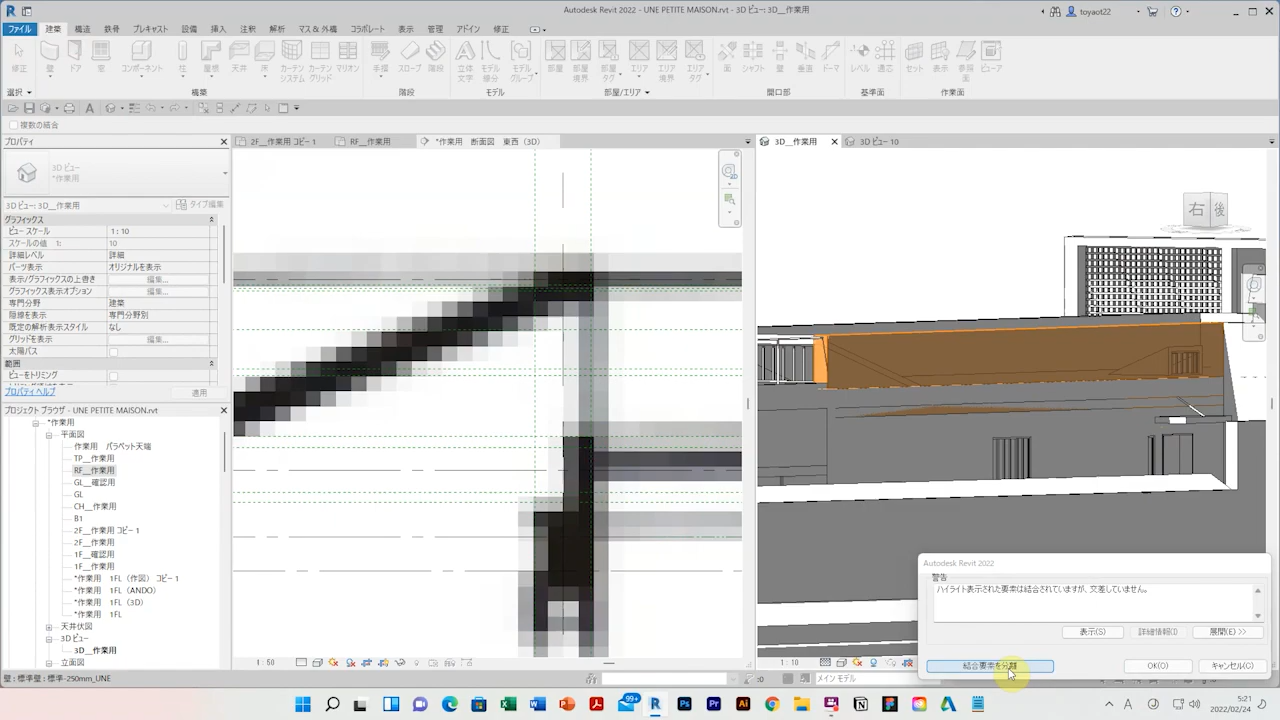 Autodesk Revit 2022 - UNE PETITE MAISON.rvt - 3D ビュー: 3D__作業用
toyaot22
ファイル 建築 構造 鉄骨 プレキャスト 設備 挿入 注釈 解析 マス & 外構 コラボレート 表示 管理 アドイン 修正
修正 壁 ドア 窓 コンポーネント 柱 屋根 天井 床 カーテン システム カーテン グリッド マリオン 手摺 スロープ 階段 立体 文字 モデル 線分 モデル グループ 部屋 部屋 境界 部屋 タグ エリア エリア 境界 エリア タグ 面 シャフト 壁 垂直 ドーマ レベル 通芯 セット 表示 参照 面 ビューア
選択 構築 階段 モデル 部屋/エリア 開口部 基準面 作業面
複数の結合
プロパティ
2F__作業用 コピー 1 RF__作業用 *作業用 断面図 東西 (3D)
3D__作業用 3D ビュー 10
3D ビュー
*作業用
3D ビュー: 3D__作業用 タイプ編集
グラフィックス
ビュー スケール 1 : 10
スケールの値 1: 10
詳細レベル 詳細
パーツ表示 オリジナルを表示
表示/グラフィックスの上書き 編集...
グラフィックス表示オプション 編集...
専門分野 建築
隠線を表示 専門分野別
既定の解析表示スタイル なし
グリッドを表示 編集...
太陽パス
範囲
ビューをトリミング
プロパティ ヘルプ 適用
プロジェクト ブラウザ - UNE PETITE MAISON.rvt
*作業用
平面図
作業用 パラペット天端
TP__作業用
RF__作業用
GL__確認用
GL
CH__作業用
B1
2F__作業用 コピー 1
2F__作業用
1F__確認用
1F__作業用
*作業用 1FL (作図) コピー 1
*作業用 1FL (ANDO)
*作業用 1FL (3D)
*作業用 1FL
天井伏図
3D ビュー
3D__作業用
立面図
右 後
Autodesk Revit 2022
警告
ハイライト表示された要素は結合されていますが、交差していません。
表示(S) 詳細情報(I) 展開(E) >>
結合要素を分割 OK(O) キャンセル(C)
1 : 50
1 : 10
壁 : 標準壁 : 標準-250mm_UNE
:0
メイン モデル
99+
A
5:21
2022/02/24